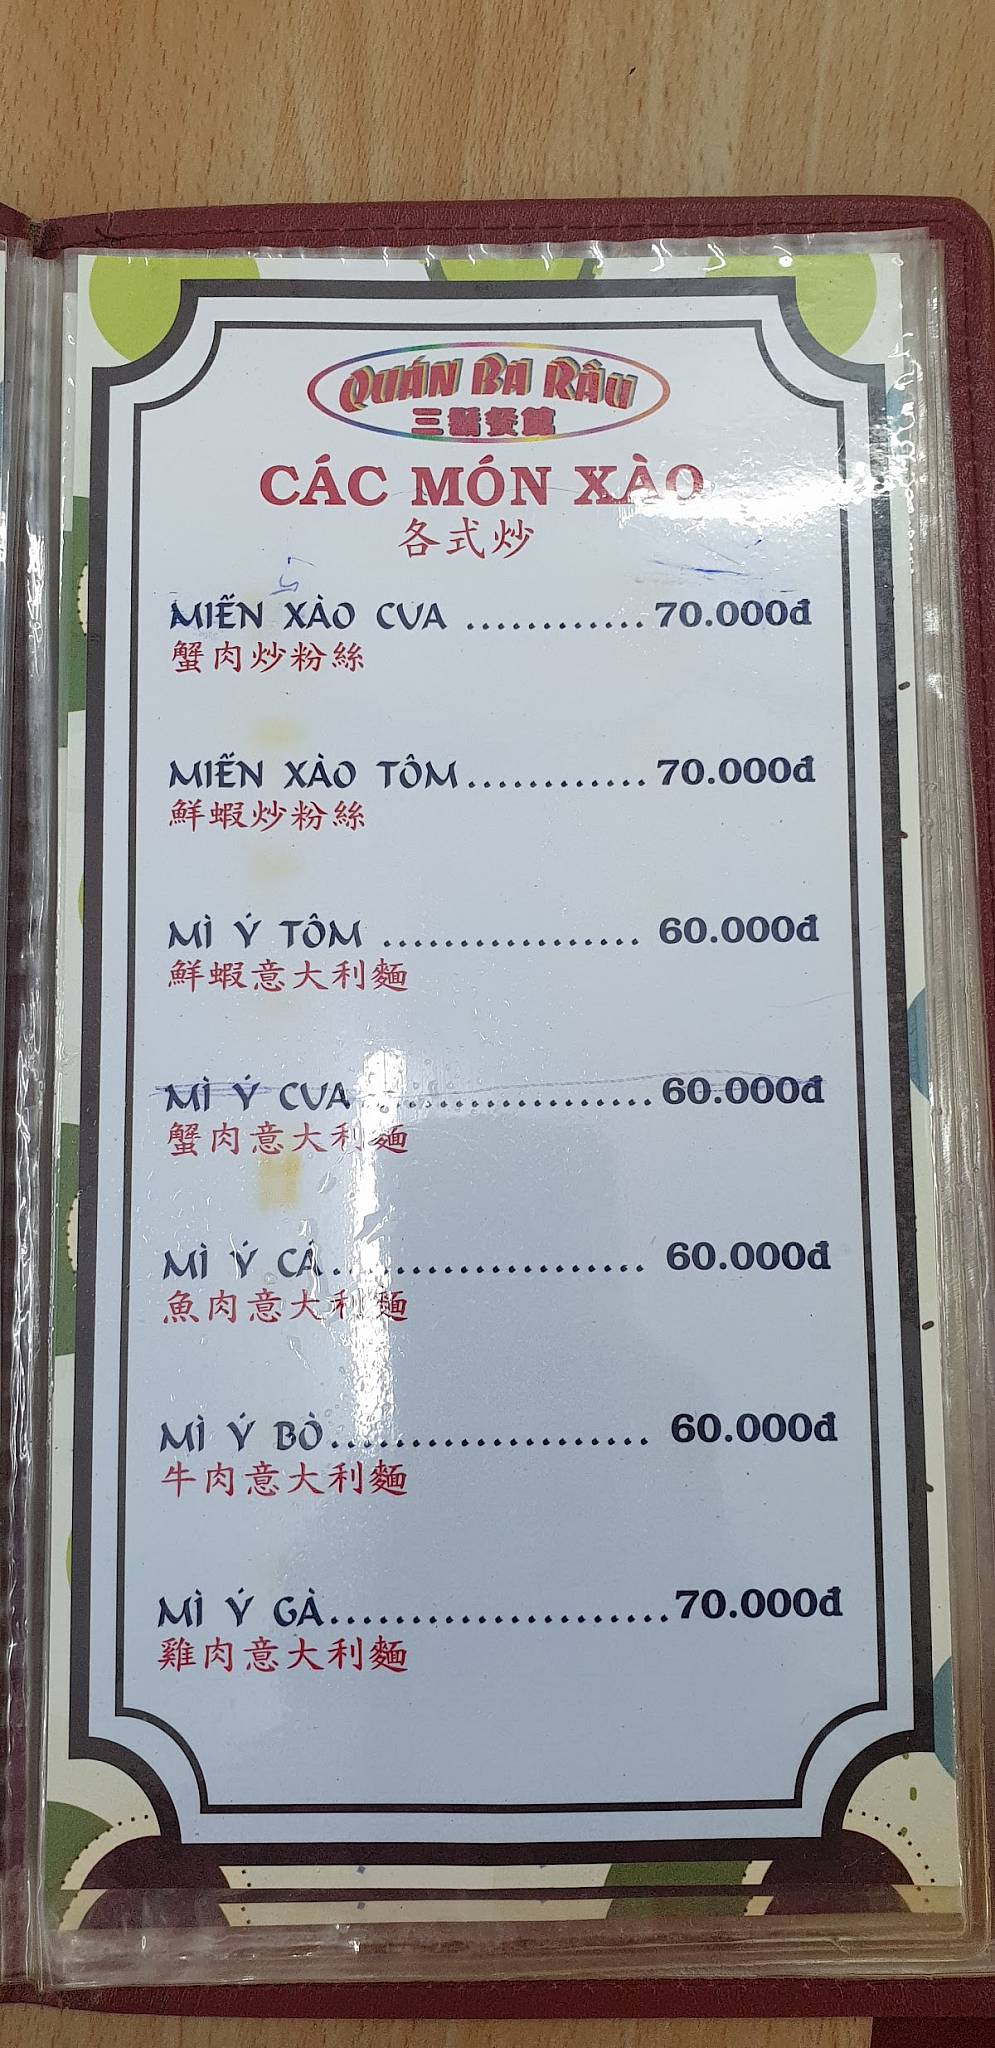 QUÁN BA RÂU
三鬚餐館
CÁC MÓN XÀO
各式炒
MIẾN XÀO CUA ............ 70.000đ
蟹肉炒粉絲
MIẾN XÀO TÔM............ 70.000đ
鮮蝦炒粉絲
MÌ Ý TÔM ................. 60.000đ
鮮蝦意大利麵
MÌ Ý CUA ................... 60.000đ
蟹肉意大利麵
MÌ Ý CÁ..................... 60.000đ
魚肉意大利麵
MÌ Ý BÒ..................... 60.000đ
牛肉意大利麵
MÌ Ý GÀ......................70.000đ
雞肉意大利麵